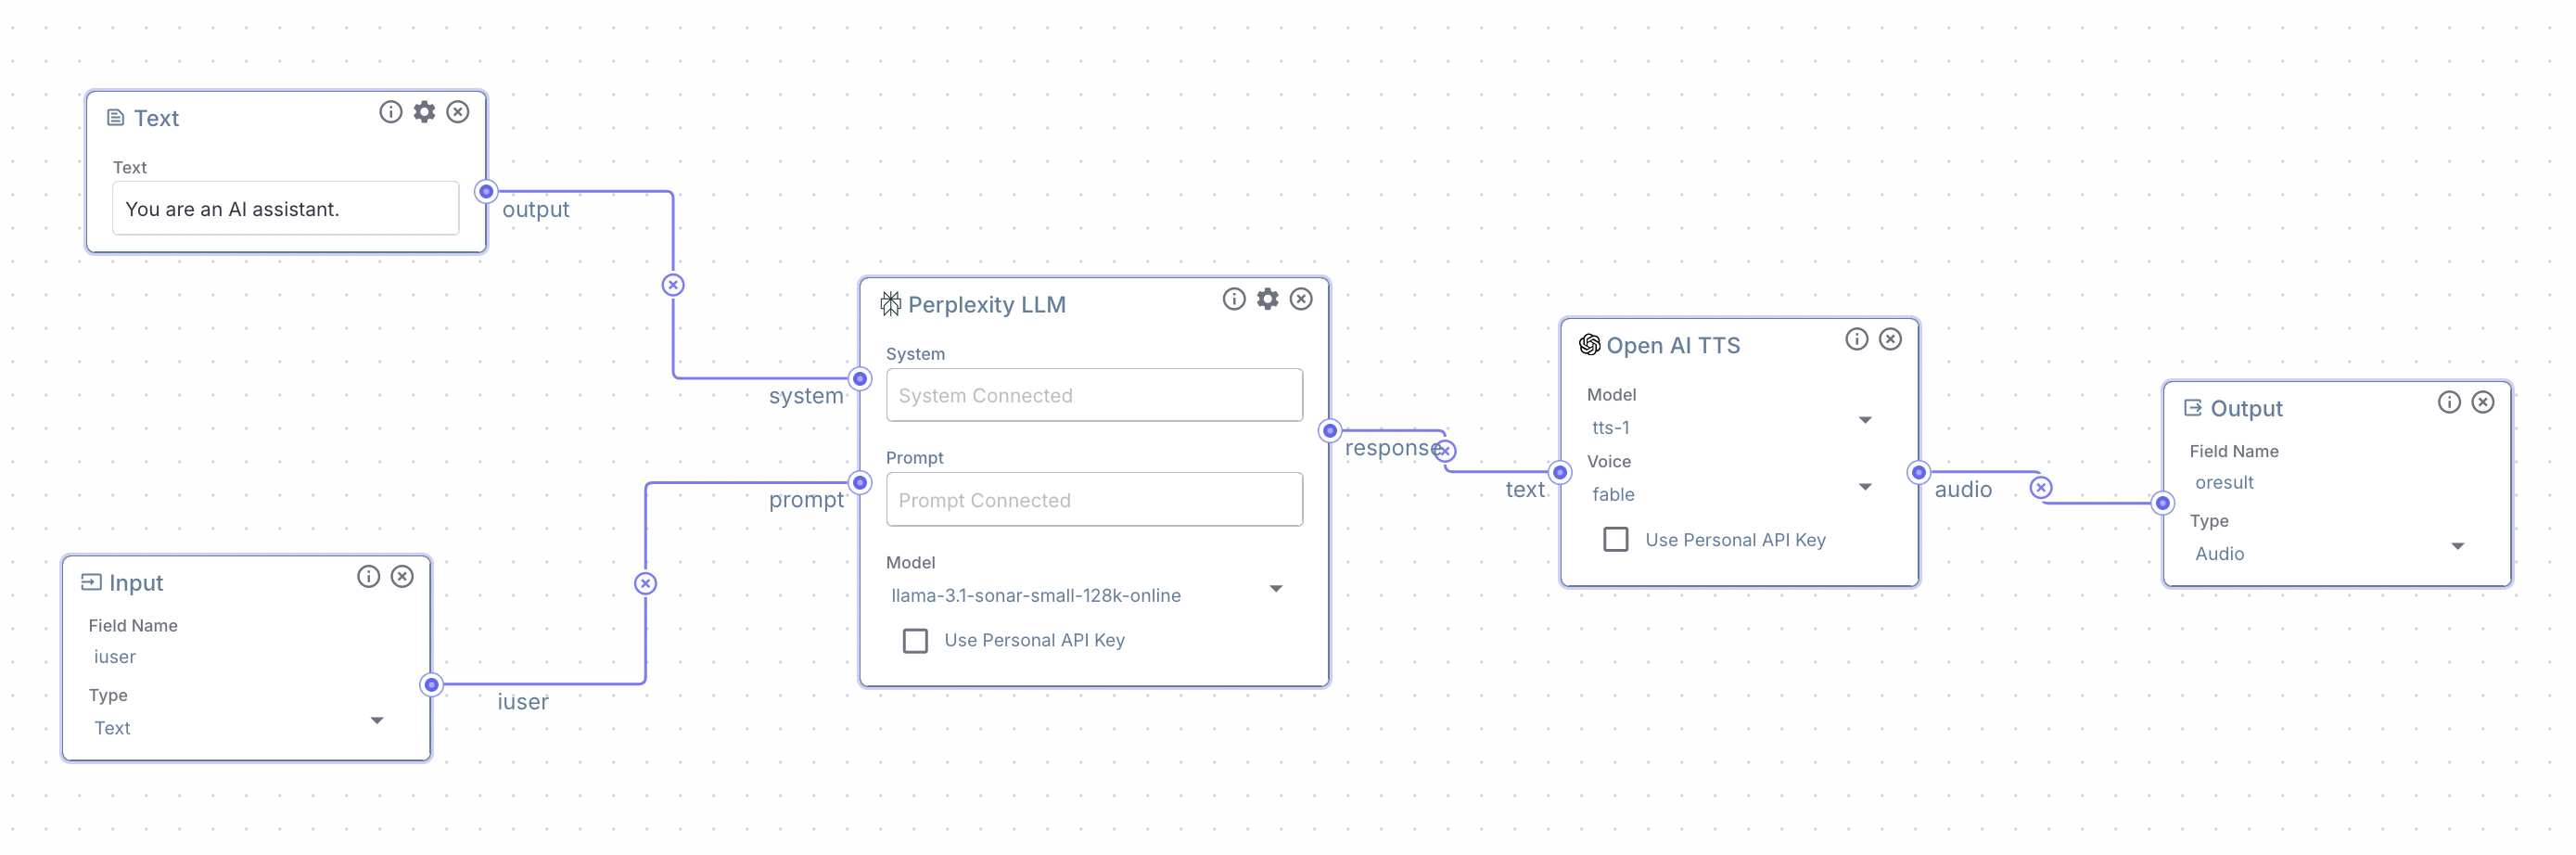 Text
Text
You are an AI assistant.
output
Input
Field Name
iuser
Type
Text
iuser
Perplexity LLM
System
System Connected
system
Prompt
Prompt Connected
prompt
Model
llama-3.1-sonar-small-128k-online
Use Personal API Key
response
Open AI TTS
Model
tts-1
Voice
fable
text
Use Personal API Key
audio
Output
Field Name
oresult
Type
Audio